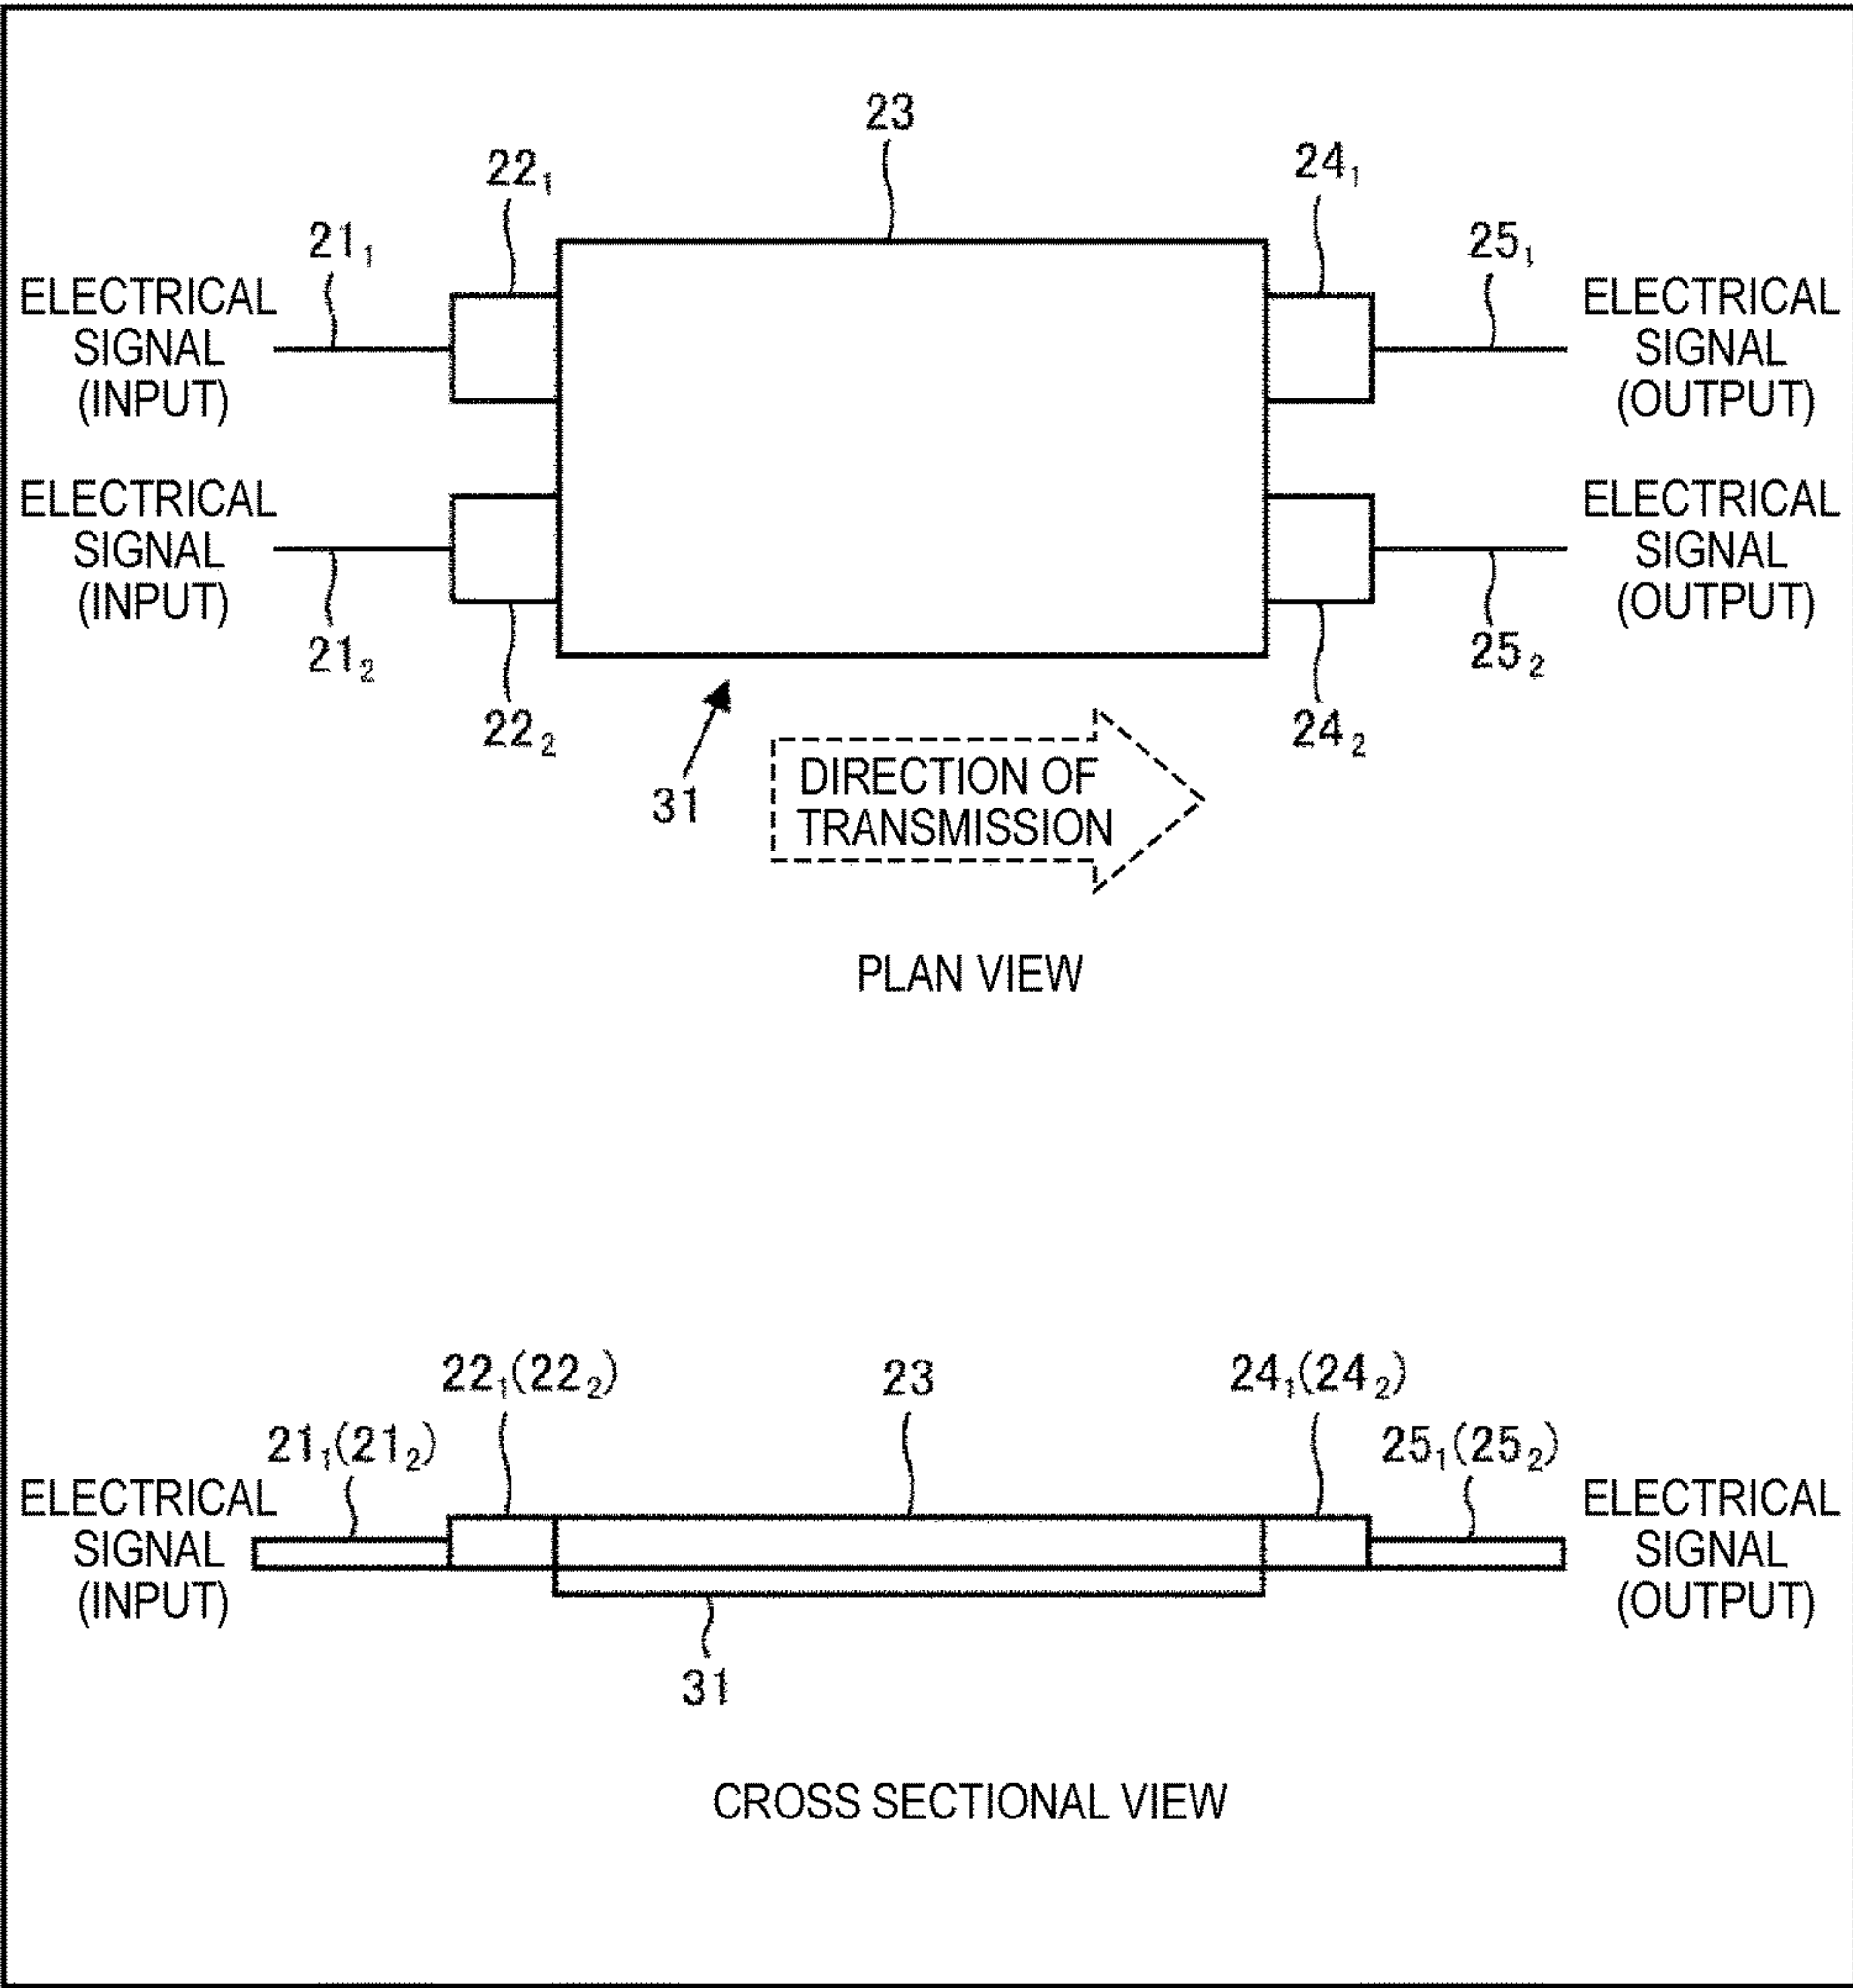 23
22₁
24₁
21₁
25₁
ELECTRICAL
SIGNAL
(INPUT)
ELECTRICAL
SIGNAL
(OUTPUT)
ELECTRICAL
SIGNAL
(INPUT)
ELECTRICAL
SIGNAL
(OUTPUT)
21₂
25₂
22₂
24₂
31
DIRECTION OF
TRANSMISSION
PLAN VIEW
22₁(22₂)
23
24₁(24₂)
21₁(21₂)
25₁(25₂)
ELECTRICAL
SIGNAL
(INPUT)
ELECTRICAL
SIGNAL
(OUTPUT)
31
CROSS SECTIONAL VIEW